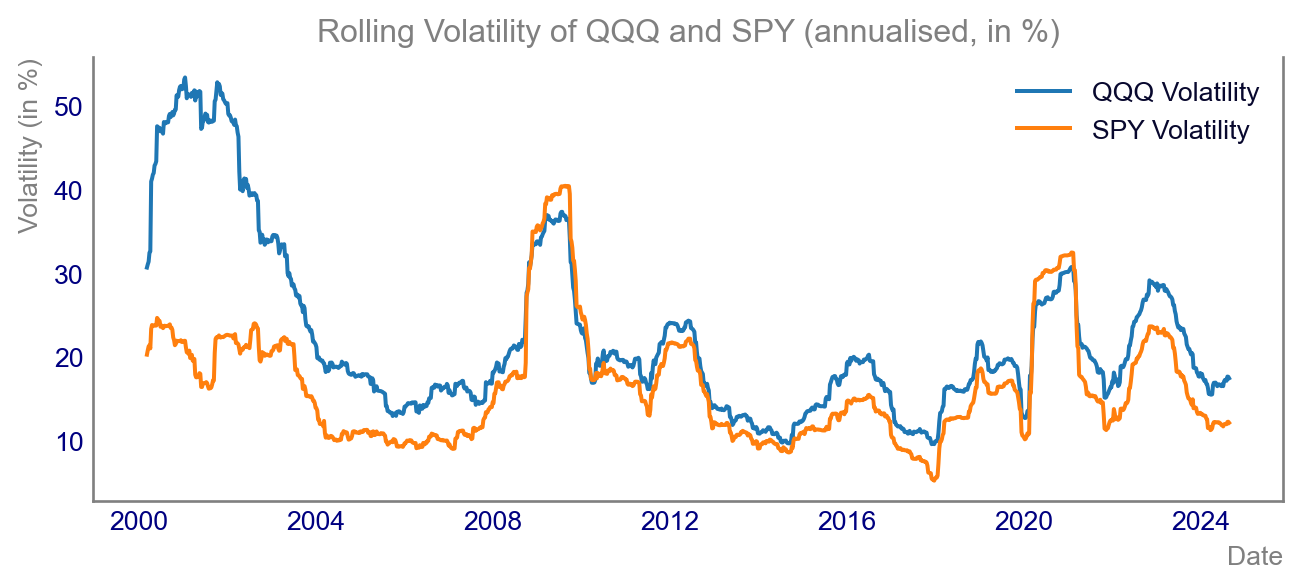 Rolling Volatility of QQQ and SPY (annualised, in %)
Volatility (in %)
QQQ Volatility
SPY Volatility
50
40
30
20
10
2000 2004 2008 2012 2016 2020 2024
Date